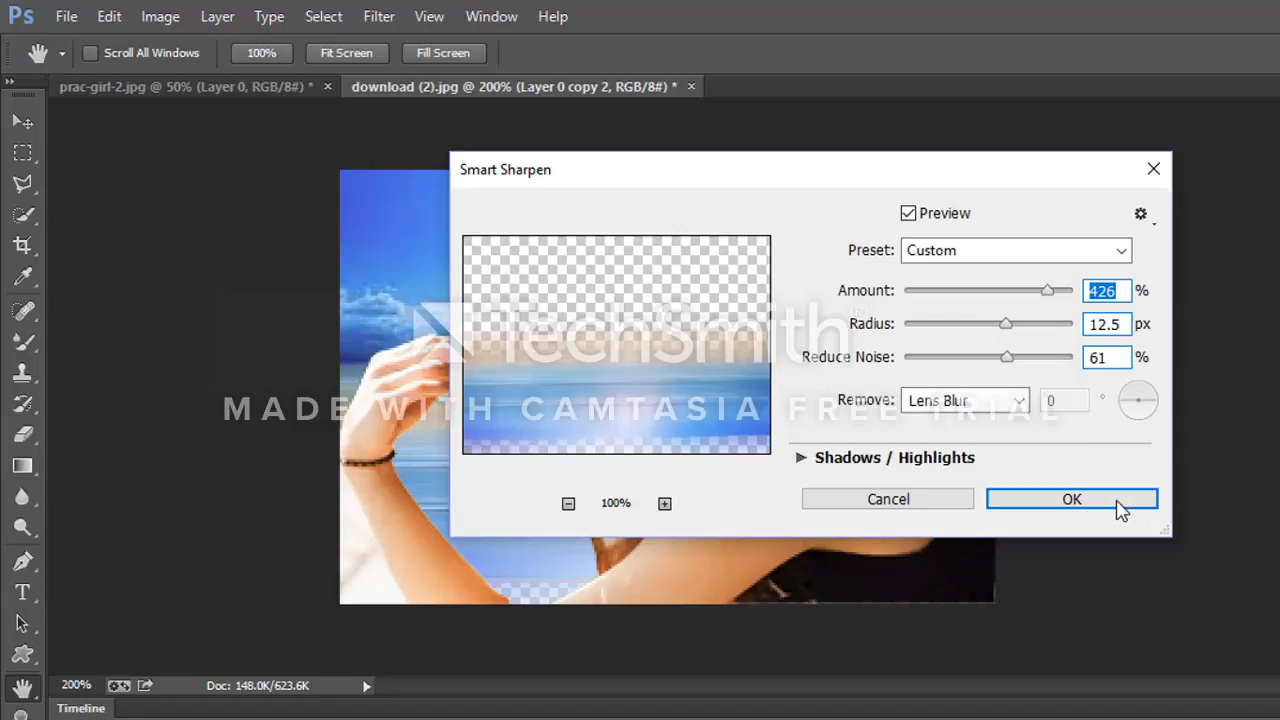 Ps File Edit Image Layer Type Select Filter View Window Help
Scroll All Windows 100% Fit Screen Fill Screen
prac-girl-2.jpg @ 50% (Layer 0, RGB/8#) * × download (2).jpg @ 200% (Layer 0 copy 2, RGB/8#) * ×
Smart Sharpen
Preview
Preset: Custom
Amount: 426 %
Radius: 12.5 px
TechSmith
Reduce Noise: 61 %
Remove: Lens Blur 0 °
MADE WITH CAMTASIA FREE TRIAL
Shadows / Highlights
100%
Cancel OK
T
200% Doc: 148.0K/623.6K
Timeline